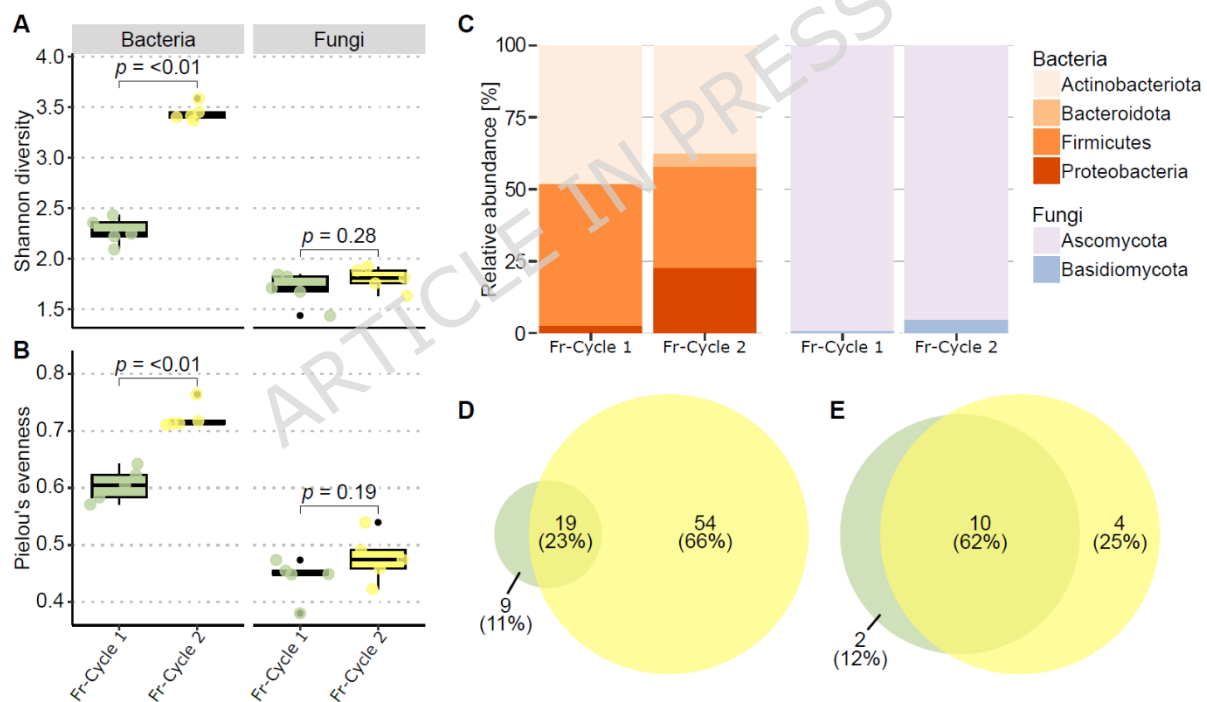 A
Bacteria
Fungi
Shannon diversity
4.0
3.5
3.0
2.5
2.0
1.5
p = <0.01
p = 0.28
B
Pielou's evenness
0.8
0.7
0.6
0.5
0.4
p = <0.01
p = 0.19
Fr-Cycle 1
Fr-Cycle 2
Fr-Cycle 1
Fr-Cycle 2
C
Relative abundance [%]
100
75
50
25
0
Fr-Cycle 1
Fr-Cycle 2
Fr-Cycle 1
Fr-Cycle 2
Bacteria
Actinobacteriota
Bacteroidota
Firmicutes
Proteobacteria
Fungi
Ascomycota
Basidiomycota
D
19
(23%)
54
(66%)
9
(11%)
E
10
(62%)
4
(25%)
2
(12%)
ARTICLE IN PRESS